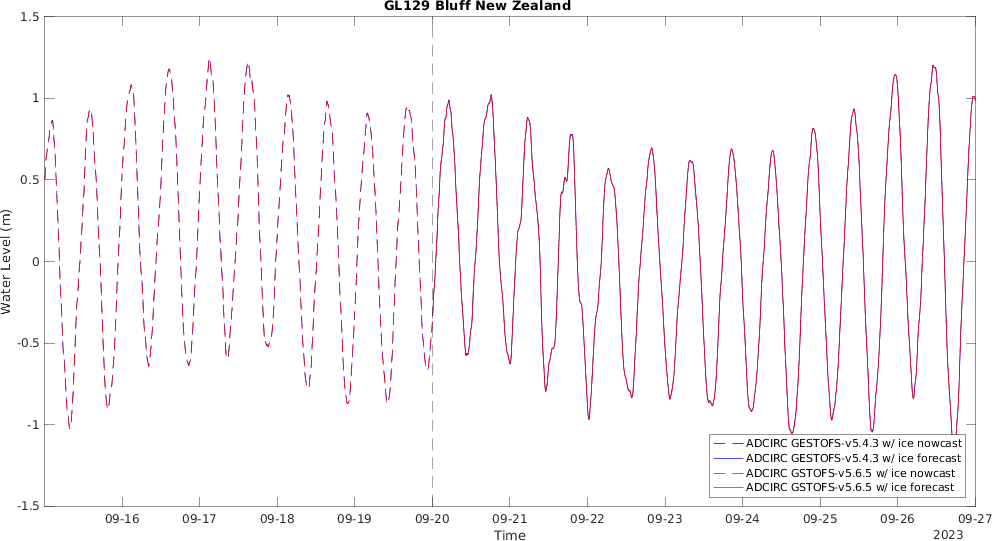 GL129 Bluff New Zealand
1.5
1
0.5
0
-0.5
-1
-1.5
Water Level (m)
ADCIRC GESTOFS-v5.4.3 w/ ice nowcast
ADCIRC GESTOFS-v5.4.3 w/ ice forecast
ADCIRC GSTOFS-v5.6.5 w/ ice nowcast
ADCIRC GSTOFS-v5.6.5 w/ ice forecast
09-16 09-17 09-18 09-19 09-20 09-21 09-22 09-23 09-24 09-25 09-26 09-27
Time
2023